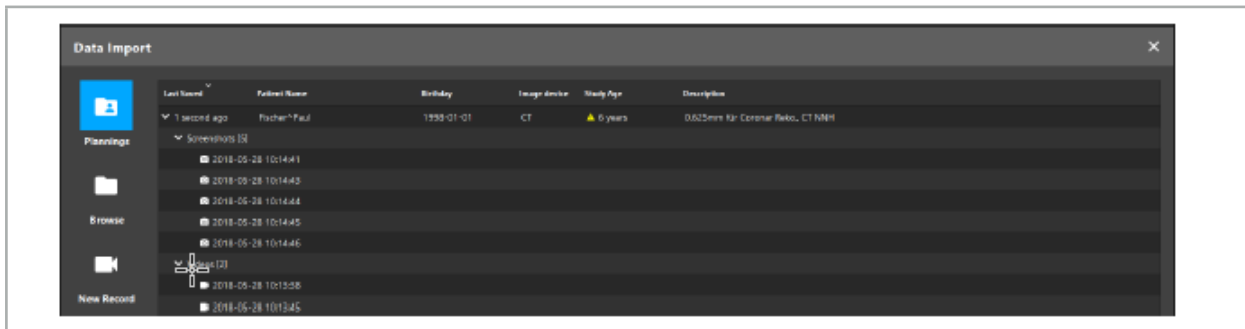 Data Import
Last Saved Patient Name Birthday Image device Study Age Description
Plannings
1 second ago Fischer^Paul 1998-01-01 CT 6 years 0,625mm für Coronar Reko., CT NNH
Screenshots [5]
2018-05-28 10:14:41
2018-05-28 10:14:43
2018-05-28 10:14:44
Browse
2018-05-28 10:14:45
2018-05-28 10:14:46
Videos [2]
2018-05-28 10:13:58
New Record
2018-05-28 10:13:45